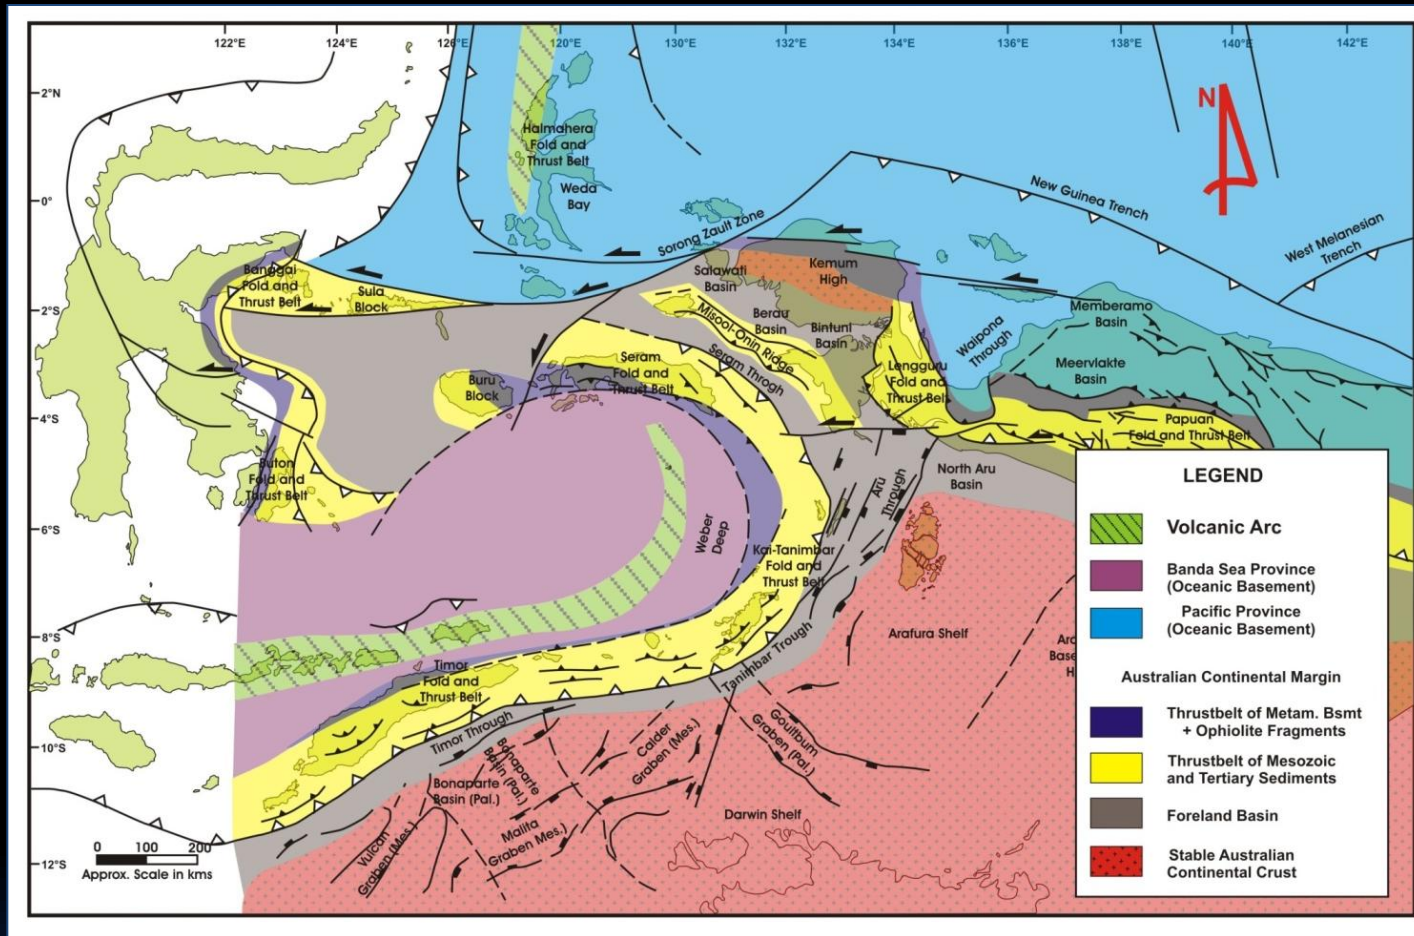 122°E 124°E 126°E 120°E 130°E 132°E 134°E 136°E 138°E 140°E 142°E
2°N
0°
2°S
4°S
6°S
8°S
10°S
12°S
N
Halmahera
Fold and
Thrust Belt
Weda
Bay
Sorong Zault Zone
New Guinea Trench
West Melanesian
Trench
Banggai
Fold and
Thrust Belt
Sula
Block
Salawati
Basin
Kemum
High
Misool-Onin Ridge
Berau
Basin
Bintuni
Basin
Waipona
Through
Memberamo
Basin
Meervlakte
Basin
Seram
Fold and
Thrust Belt
Seram Throgh
Buru
Block
Lengguru
Fold and
Thrust Belt
Papuan
Fold and Thrust Belt
Buton
Fold and
Thrust Belt
North Aru
Basin
Aru
Through
Weber
Deep
Kai-Tanimbar
Fold and
Thrust Belt
Arafura Shelf
Timor
Fold and
Thrust Belt
Tanimbar Trough
Timor Through
Bonaparte
Basin (Pal.)
Bonaparte
Basin (Pal.)
Calder
Graben (Mes.)
Goultbum
Graben (Pal.)
Malita
Graben Mes.)
Vulcan
Graben (Mes.)
Darwin Shelf
0 100 200
Approx. Scale in kms
LEGEND
Volcanic Arc
Banda Sea Province
(Oceanic Basement)
Pacific Province
(Oceanic Basement)
Australian Continental Margin
Thrustbelt of Metam. Bsmt
+ Ophiolite Fragments
Thrustbelt of Mesozoic
and Tertiary Sediments
Foreland Basin
Stable Australian
Continental Crust